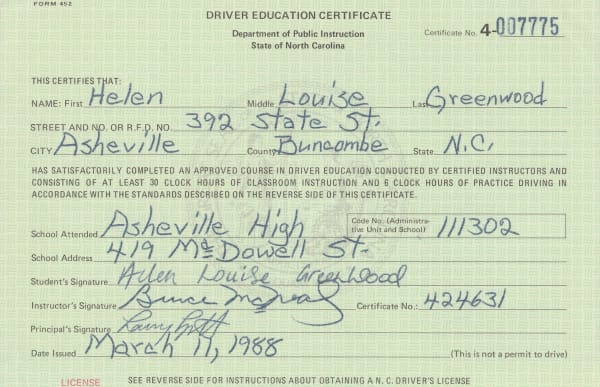 FORM 452
DRIVER EDUCATION CERTIFICATE
Department of Public Instruction
State of North Carolina
Certificate No. 4-007775
THIS CERTIFIES THAT:
NAME: First Helen Middle Louise Last Greenwood
STREET AND NO. OR R.F.D. NO. 392 State St.
CITY Asheville County Buncombe State N.C.
HAS SATISFACTORILY COMPLETED AN APPROVED COURSE IN DRIVER EDUCATION CONDUCTED BY CERTIFIED INSTRUCTORS AND
CONSISTING OF AT LEAST 30 CLOCK HOURS OF CLASSROOM INSTRUCTION AND 6 CLOCK HOURS OF PRACTICE DRIVING IN
ACCORDANCE WITH THE STANDARDS DESCRIBED ON THE REVERSE SIDE OF THIS CERTIFICATE.
School Attended Asheville High Code No. (Administra-
tive Unit and School) 111302
School Address 419 McDowell St.
Student's Signature Louise Greenwood
Instructor's Signature Bruce Certificate No.: 424631
Principal's Signature Larry
Date Issued March 11, 1988 (This is not a permit to drive)
LICENSE SEE REVERSE SIDE FOR INSTRUCTIONS ABOUT OBTAINING A N.C. DRIVER'S LICENSE